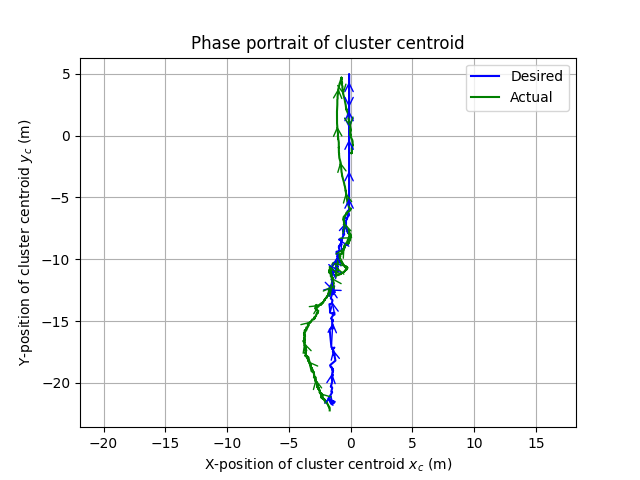 Phase portrait of cluster centroid
Desired
Actual
Y-position of cluster centroid y_c (m)
5
0
−5
−10
−15
−20
−20 −15 −10 −5 0 5 10 15
X-position of cluster centroid x_c (m)